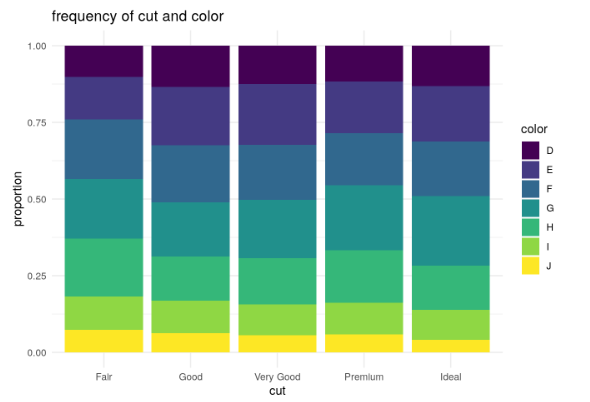 frequency of cut and color
1.00
0.75
0.50
0.25
0.00
proportion
Fair
Good
Very Good
Premium
Ideal
cut
color
D
E
F
G
H
I
J